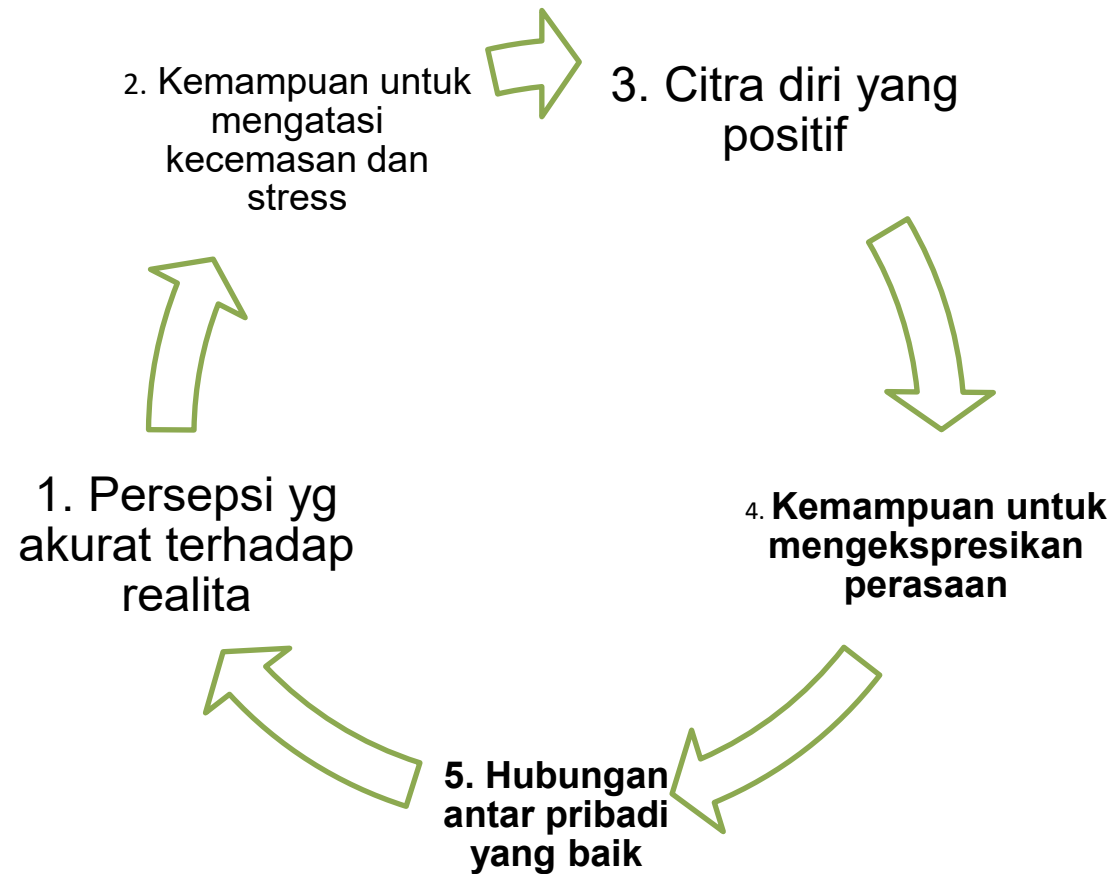 1. Persepsi yg
akurat terhadap
realita
2. Kemampuan untuk
mengatasi
kecemasan dan
stress
3. Citra diri yang
positif
4. Kemampuan untuk
mengekspresikan
perasaan
5. Hubungan
antar pribadi
yang baik